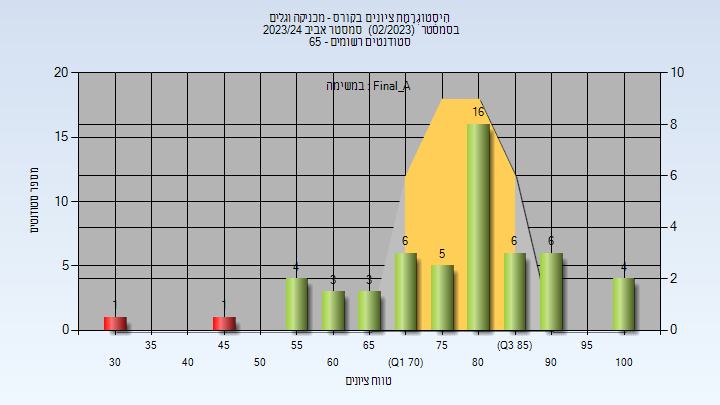 היסטוגרמת ציונים בקורס - מכניקה וגלים
בסמסטר (02/2023) סמסטר אביב 2023/24
סטודנטים רשומים - 65
במשימה : Final_A
20 15 10 5 0
מספר סטודנטים
10 8 6 4 2 0
1 1 4 3 3 6 5 16 6 6 4
35 45 55 65 75 (Q3 85) 95
30 40 50 60 (Q1 70) 80 90 100
טווח ציונים